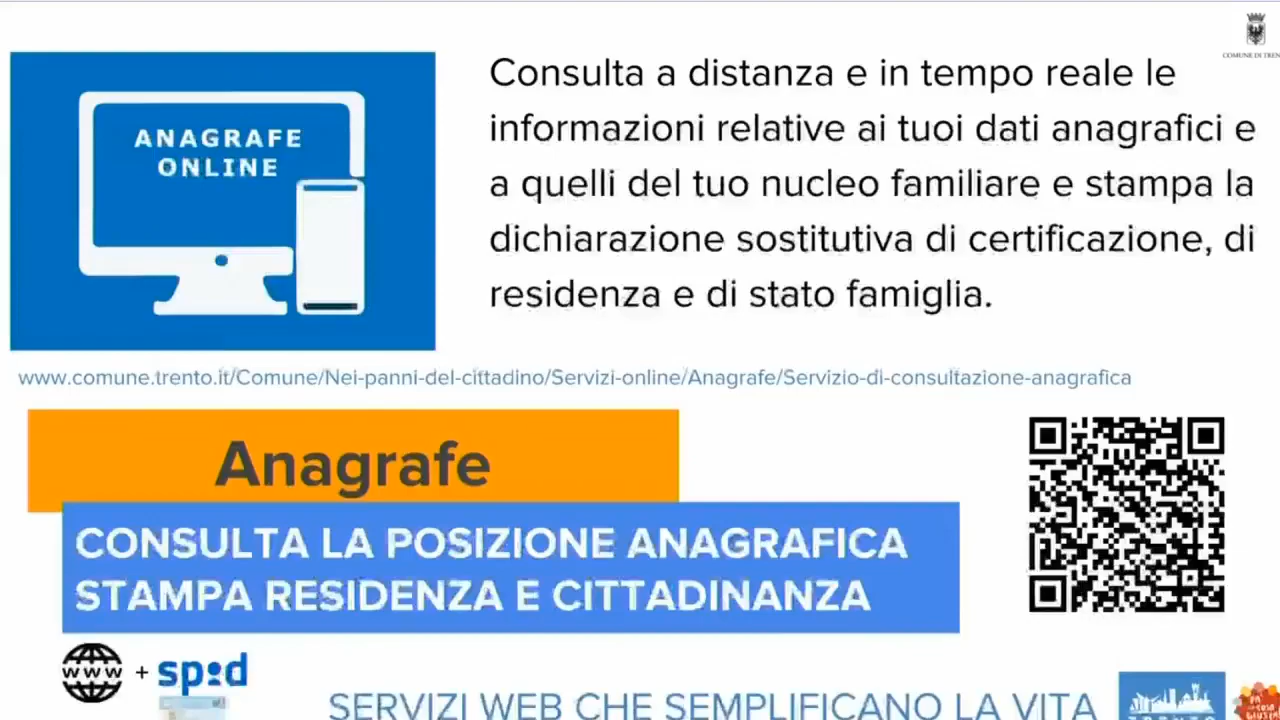 COMUNE DI TREN
ANAGRAFE
ONLINE
Consulta a distanza e in tempo reale le
informazioni relative ai tuoi dati anagrafici e
a quelli del tuo nucleo familiare e stampa la
dichiarazione sostitutiva di certificazione, di
residenza e di stato famiglia.
www.comune.trento.it/Comune/Nei-panni-del-cittadino/Servizi-online/Anagrafe/Servizio-di-consultazione-anagrafica
Anagrafe
CONSULTA LA POSIZIONE ANAGRAFICA
STAMPA RESIDENZA E CITTADINANZA
www + spid
SERVIZI WEB CHE SEMPLIFICANO LA VITA